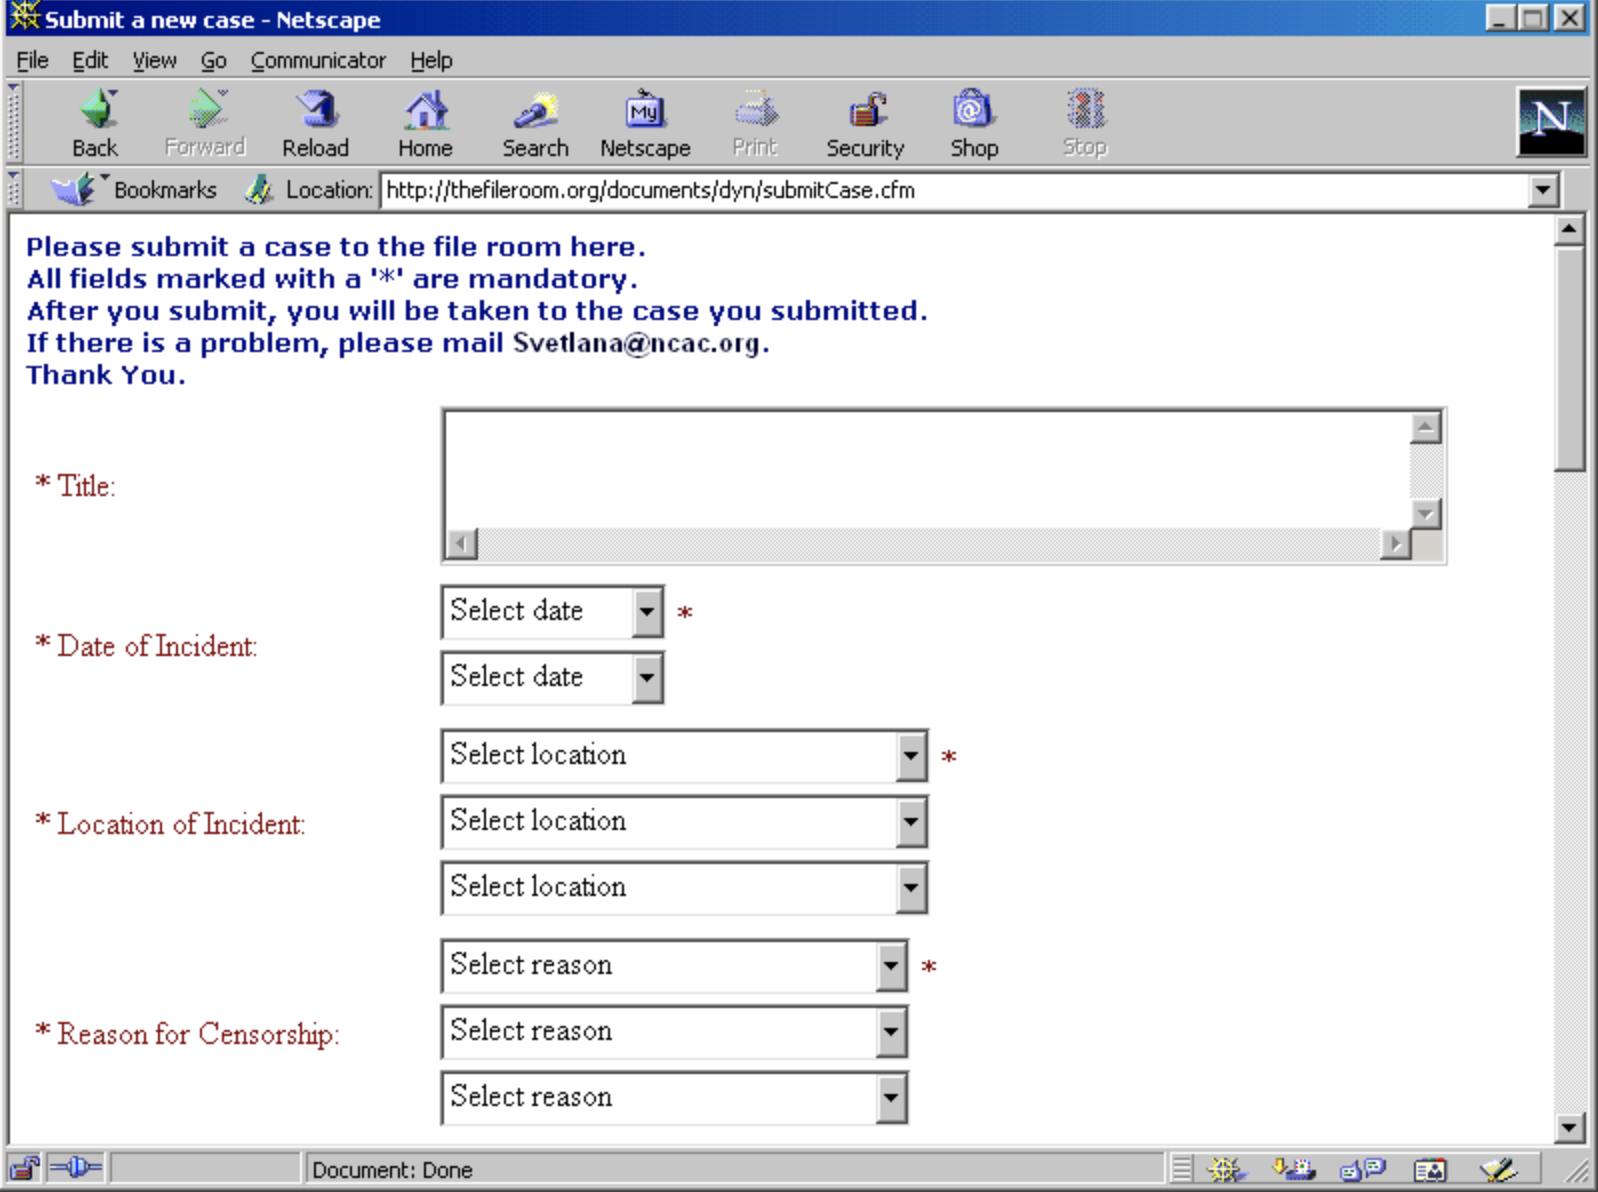 Submit a new case - Netscape
File Edit View Go Communicator Help
Back Forward Reload Home Search Netscape Print Security Shop Stop
My
N
Bookmarks Location: http://thefileroom.org/documents/dyn/submitCase.cfm
Please submit a case to the file room here.
All fields marked with a '*' are mandatory.
After you submit, you will be taken to the case you submitted.
If there is a problem, please mail Svetlana@ncac.org.
Thank You.
* Title:
* Date of Incident:
Select date *
Select date
* Location of Incident:
Select location *
Select location
Select location
* Reason for Censorship:
Select reason *
Select reason
Select reason
Document: Done